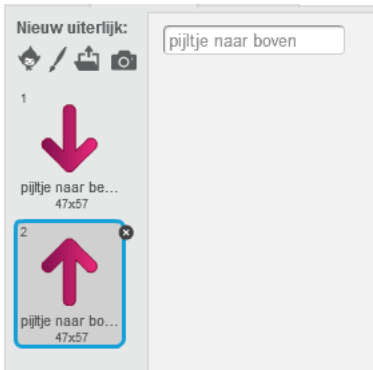 Nieuw uiterlijk:
pijltje naar boven
1
pijltje naar be...
47x57
2
pijltje naar bo...
47x57